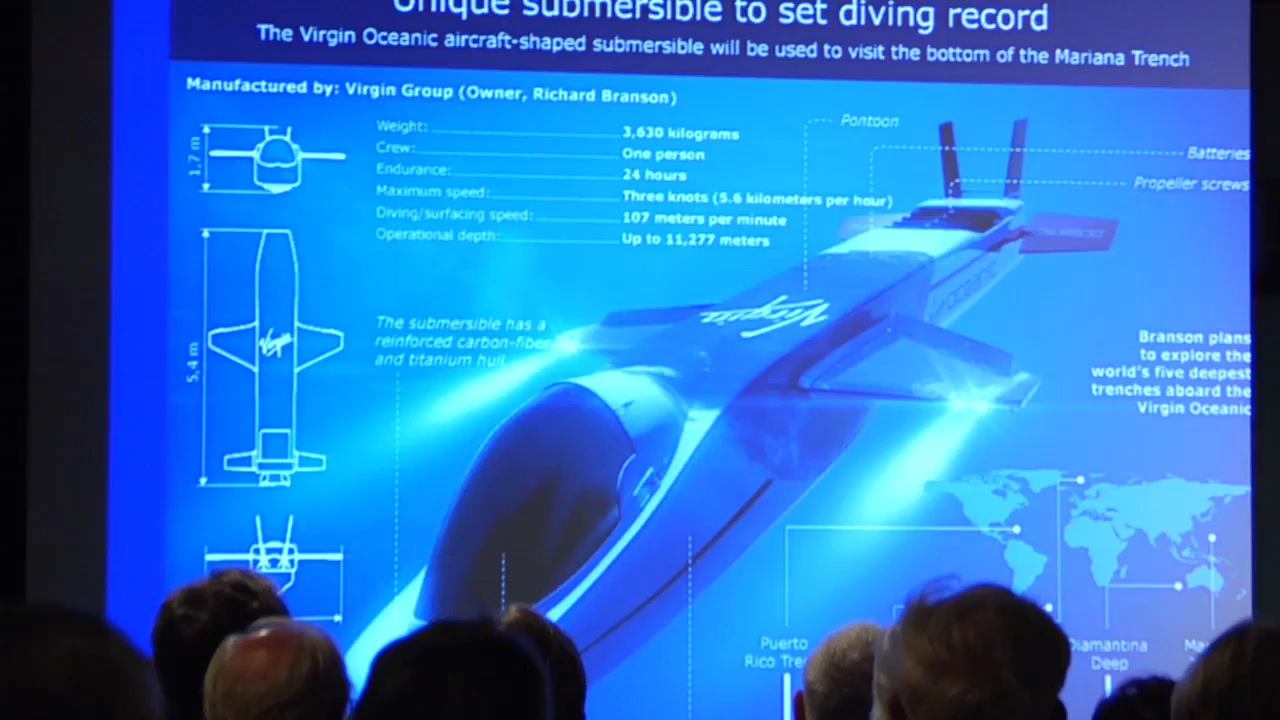 Unique submersible to set diving record
The Virgin Oceanic aircraft-shaped submersible will be used to visit the bottom of the Mariana Trench
Manufactured by: Virgin Group (Owner, Richard Branson)
Weight: 3,630 kilograms
Crew: One person
Endurance: 24 hours
Maximum speed: Three knots (5.6 kilometers per hour)
Diving/surfacing speed: 107 meters per minute
Operational depth: Up to 11,277 meters
Pontoon
Batteries
Propeller screws
1,7 m
5,4 m
Virgin
Virgin
OCEANIC
The submersible has a
reinforced carbon-fiber
and titanium hull
Branson plans
to explore the
world's five deepest
trenches aboard the
Virgin Oceanic
Puerto
Rico
Diamantina
Deep